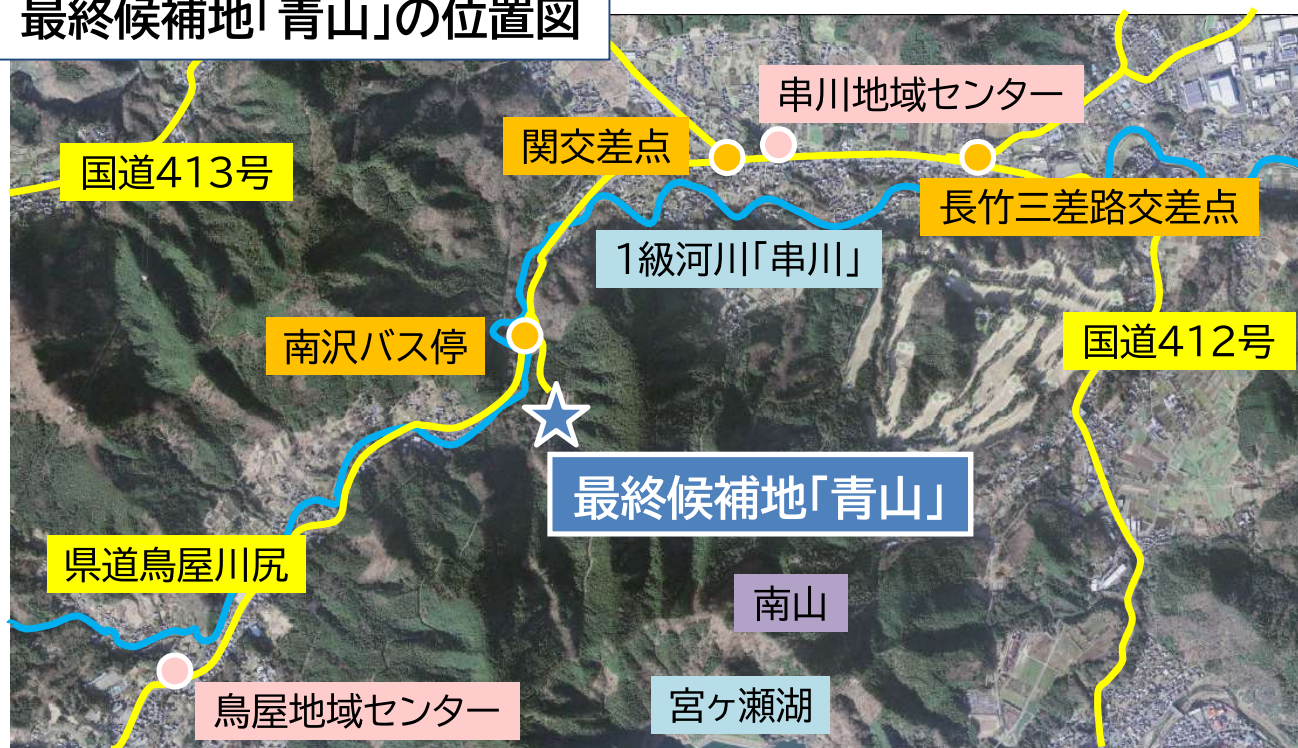 最終候補地「青山」の位置図
串川地域センター
関交差点
国道413号
長竹三差路交差点
1級河川「串川」
南沢バス停
国道412号
最終候補地「青山」
県道鳥屋川尻
南山
鳥屋地域センター
宮ヶ瀬湖